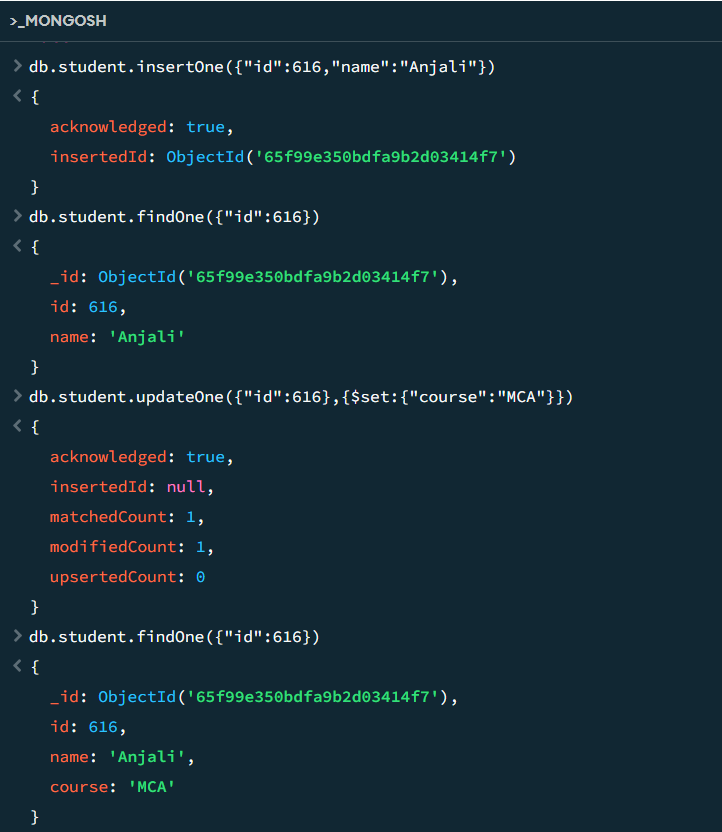 >_MONGOSH
> db.student.insertOne({"id":616,"name":"Anjali"})
< {
acknowledged: true,
insertedId: ObjectId('65f99e350bdfa9b2d03414f7')
}
> db.student.findOne({"id":616})
< {
_id: ObjectId('65f99e350bdfa9b2d03414f7'),
id: 616,
name: 'Anjali'
}
> db.student.updateOne({"id":616},{$set:{"course":"MCA"}})
< {
acknowledged: true,
insertedId: null,
matchedCount: 1,
modifiedCount: 1,
upsertedCount: 0
}
> db.student.findOne({"id":616})
< {
_id: ObjectId('65f99e350bdfa9b2d03414f7'),
id: 616,
name: 'Anjali',
course: 'MCA'
}